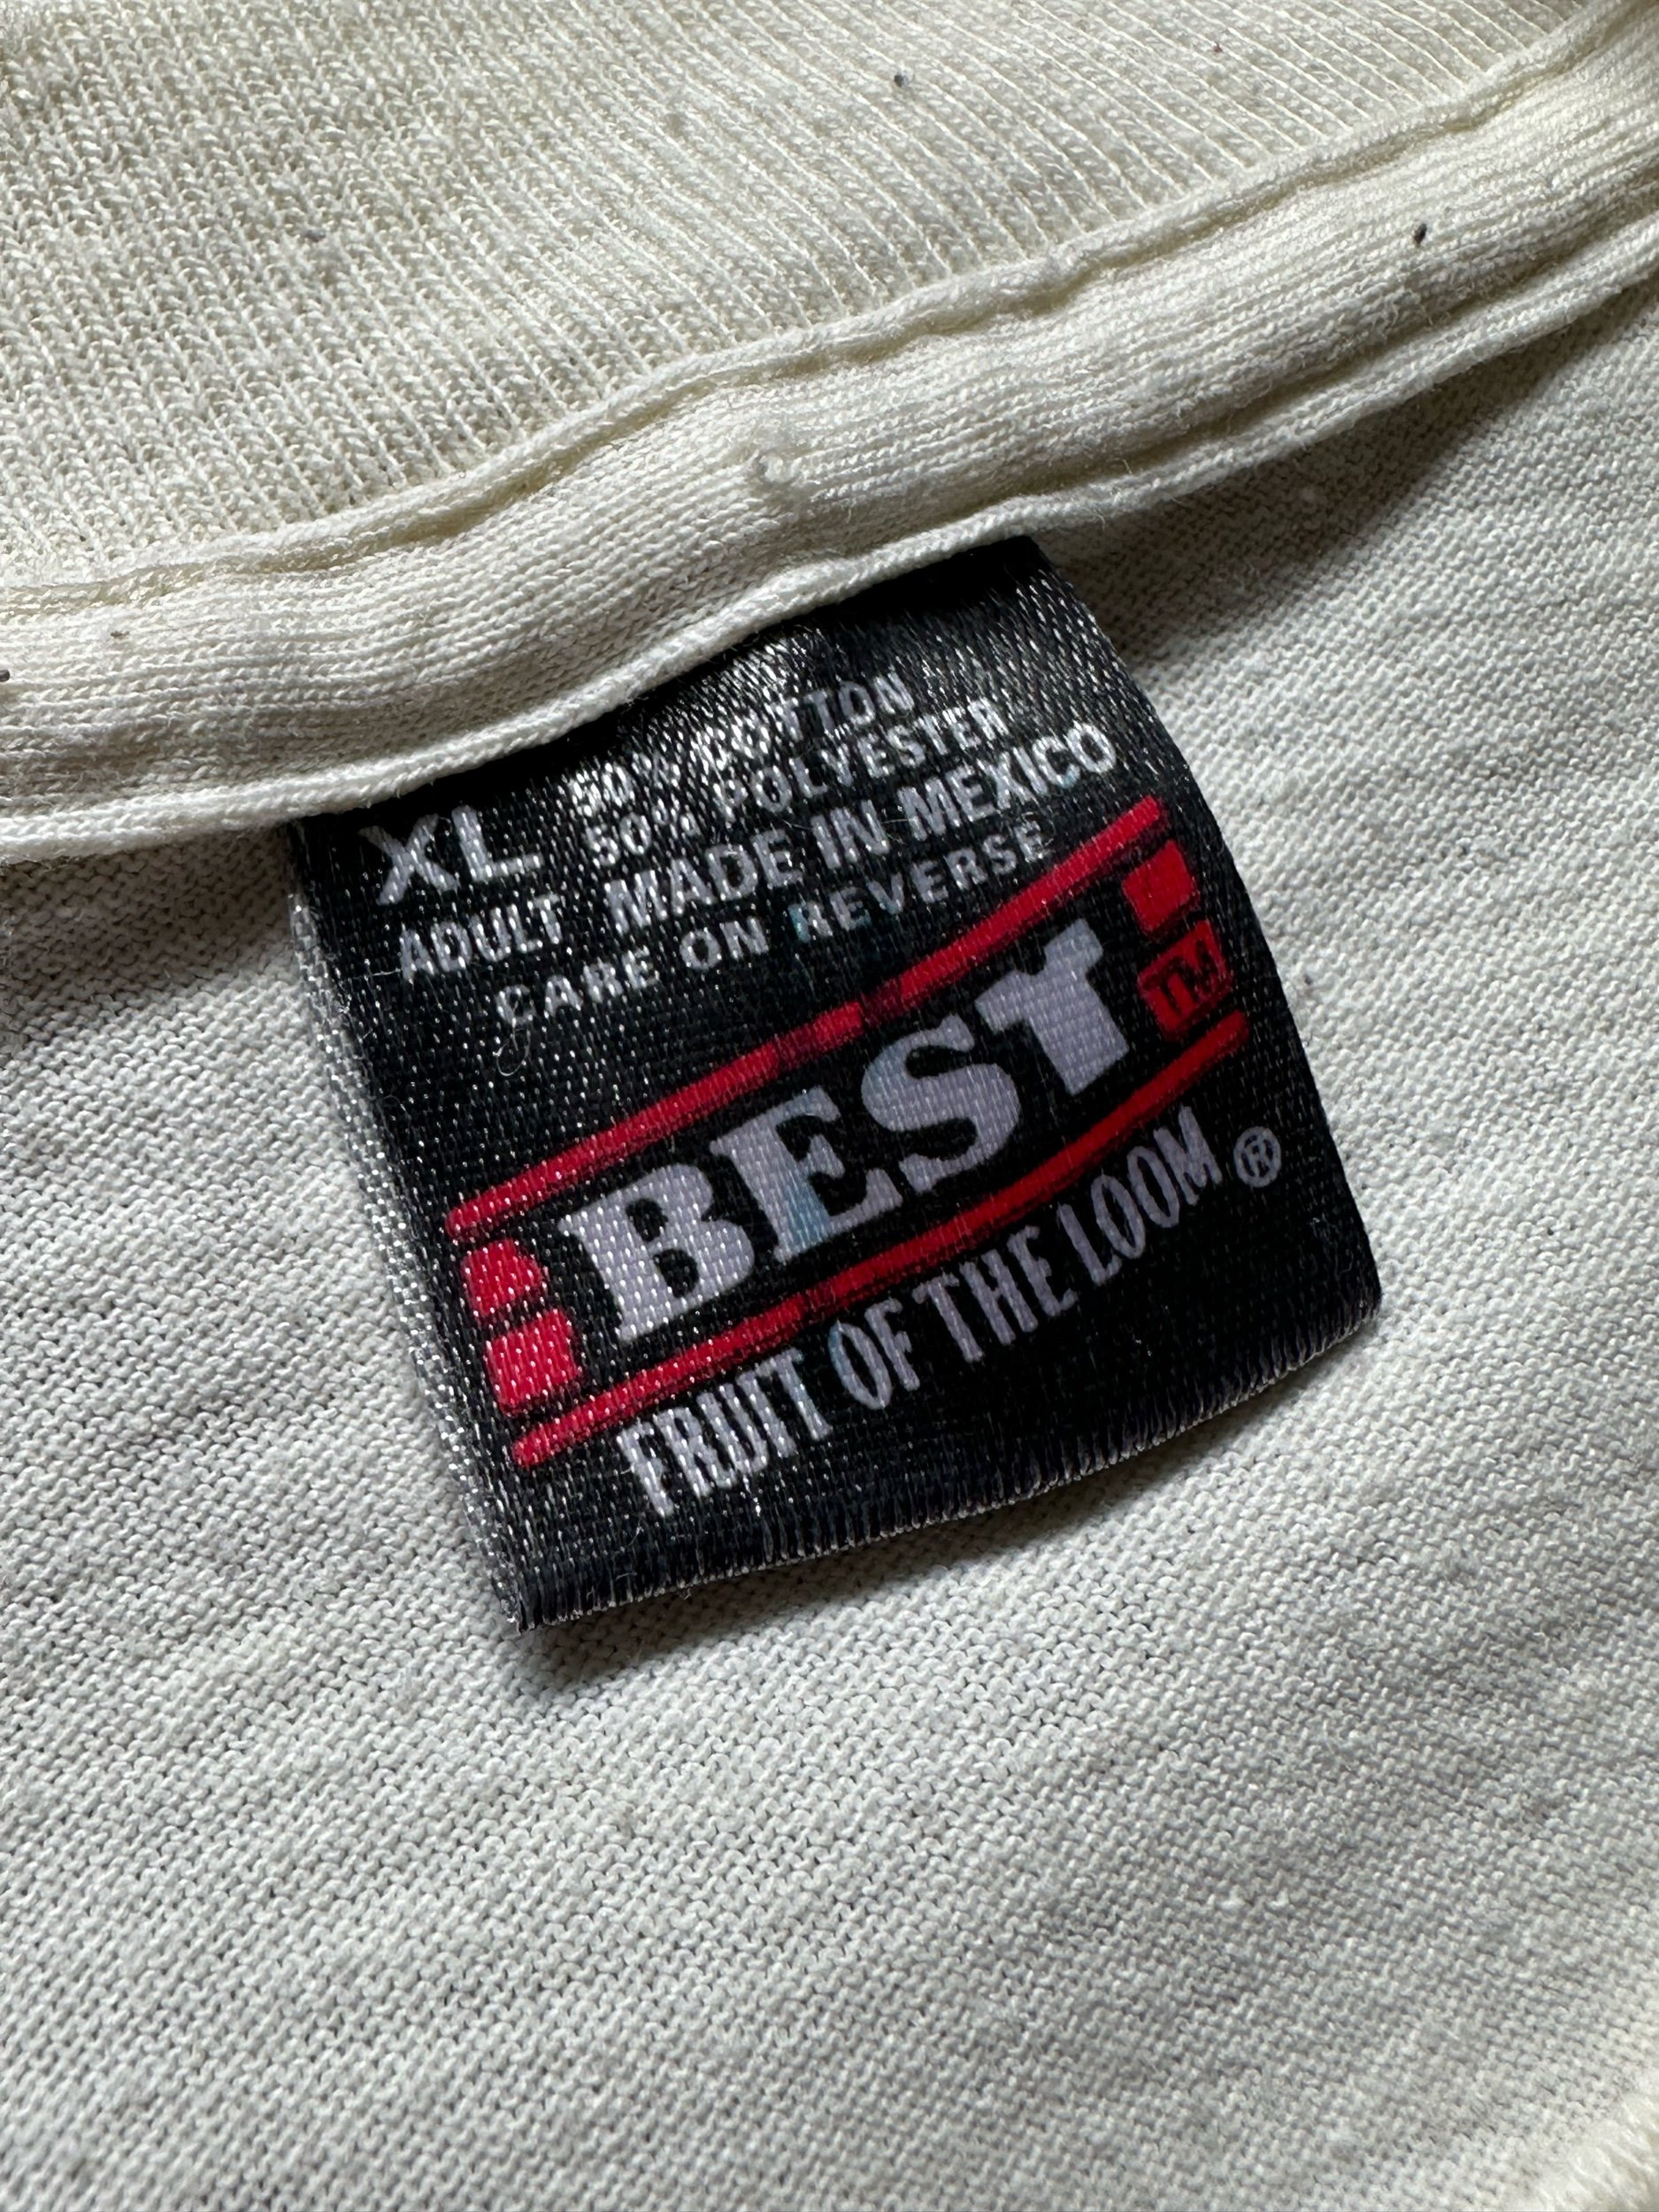 XL
ADULT
50% COTTON
50% POLYESTER
MADE IN MEXICO
CARE ON REVERSE
BEST
TM
FRUIT OF THE LOOM ®